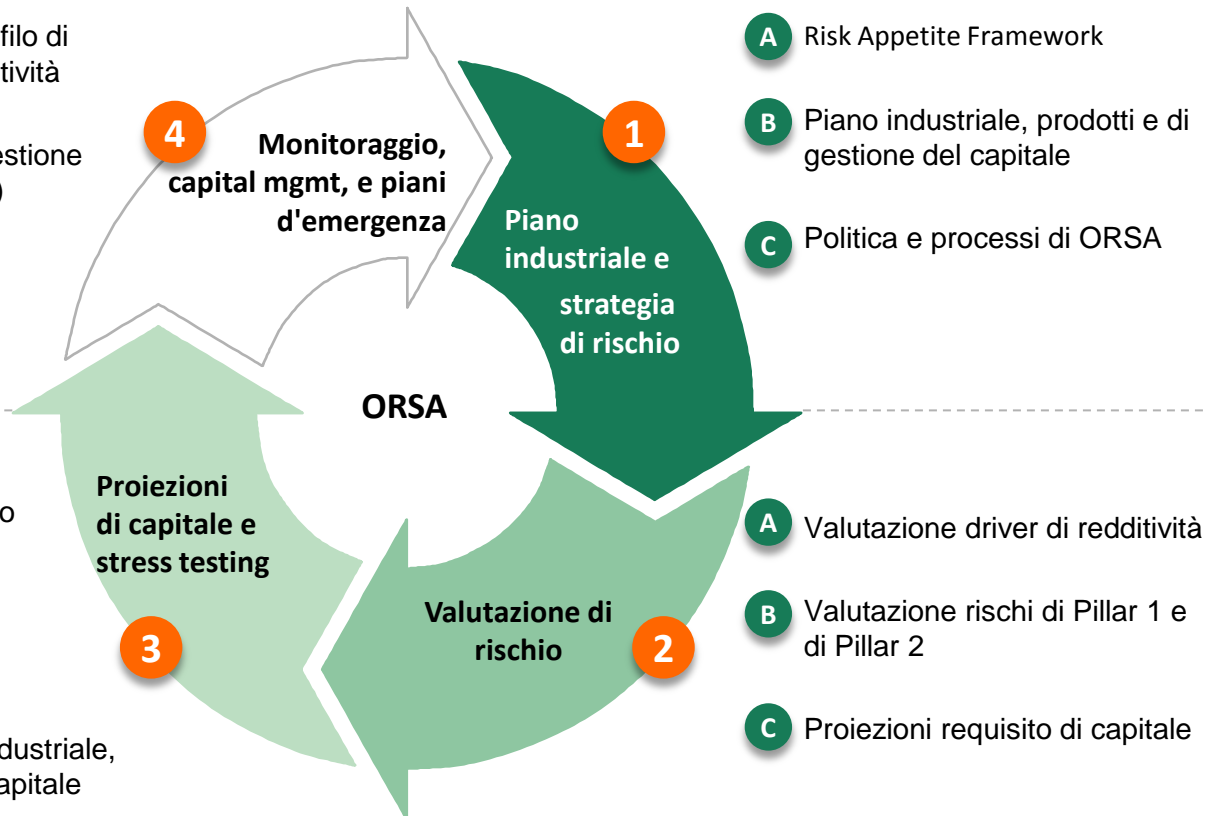 filo di
tività
estione
)
4
Monitoraggio,
capital mgmt, e piani
d'emergenza
1
Piano
industriale e
strategia
di rischio
A Risk Appetite Framework
B Piano industriale, prodotti e di
gestione del capitale
C Politica e processi di ORSA
ORSA
o
dustriale,
apitale
Proiezioni
di capitale e
stress testing
3
Valutazione di
rischio
2
A Valutazione driver di redditività
B Valutazione rischi di Pillar 1 e
di Pillar 2
C Proiezioni requisito di capitale